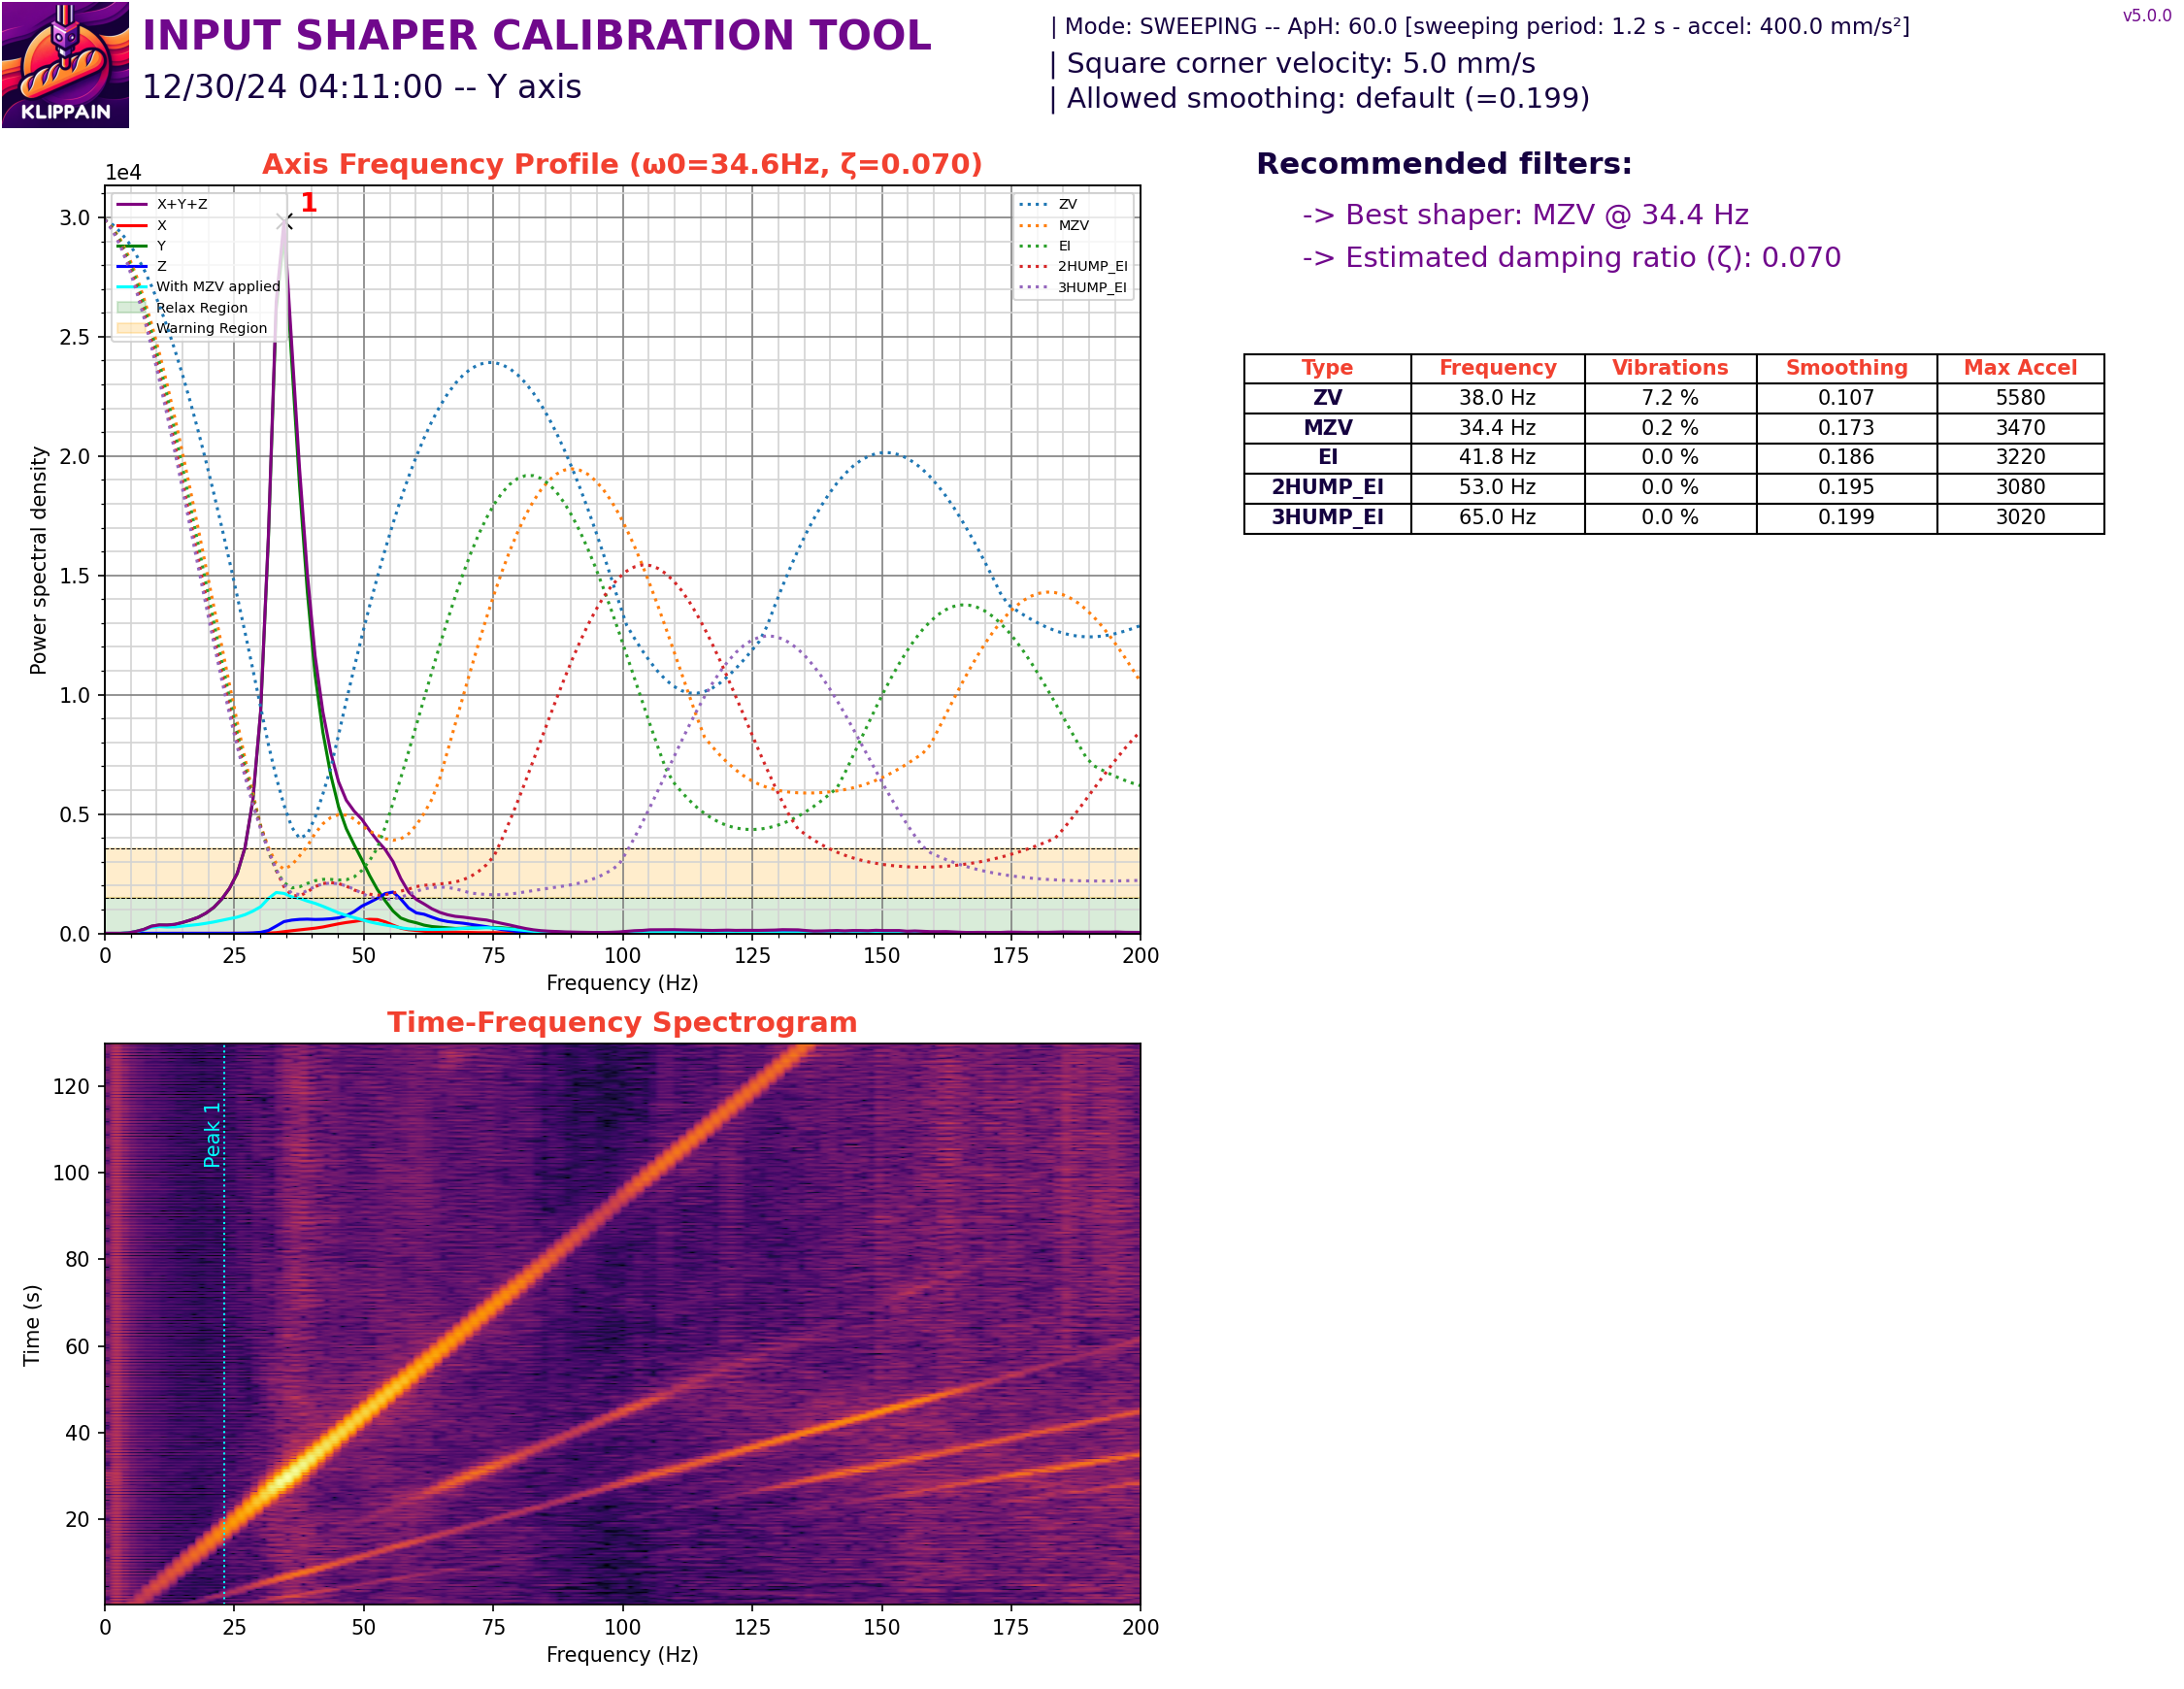 KLIPPAIN
INPUT SHAPER CALIBRATION TOOL
12/30/24 04:11:00 -- Y axis
| Mode: SWEEPING -- ApH: 60.0 [sweeping period: 1.2 s - accel: 400.0 mm/s²]
| Square corner velocity: 5.0 mm/s
| Allowed smoothing: default (=0.199)
v5.0.0
Axis Frequency Profile (ω0=34.6Hz, ζ=0.070)
1e4
3.0
2.5
2.0
1.5
1.0
0.5
0.0
Power spectral density
X+Y+Z
X
Y
Z
With MZV applied
Relax Region
Warning Region
1
ZV
MZV
EI
2HUMP_EI
3HUMP_EI
0 25 50 75 100 125 150 175 200
Frequency (Hz)
Recommended filters:
-> Best shaper: MZV @ 34.4 Hz
-> Estimated damping ratio (ζ): 0.070
Type Frequency Vibrations Smoothing Max Accel
ZV 38.0 Hz 7.2 % 0.107 5580
MZV 34.4 Hz 0.2 % 0.173 3470
EI 41.8 Hz 0.0 % 0.186 3220
2HUMP_EI 53.0 Hz 0.0 % 0.195 3080
3HUMP_EI 65.0 Hz 0.0 % 0.199 3020
Time-Frequency Spectrogram
120
100
80
60
40
20
Time (s)
Peak 1
0 25 50 75 100 125 150 175 200
Frequency (Hz)